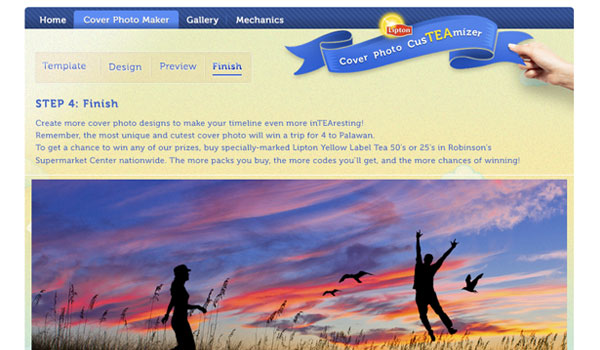 Home Cover Photo Maker Gallery Mechanics
Lipton
Cover Photo CusTEAmizer
Template Design Preview Finish
STEP 4: Finish
Create more cover photo designs to make your timeline even more inTEAresting!
Remember, the most unique and cutest cover photo will win a trip for 4 to Palawan.
To get a chance to win any of our prizes, buy specially-marked Lipton Yellow Label Tea 50's or 25's in Robinson's
Supermarket Center nationwide. The more packs you buy, the more codes you'll get, and the more chances of winning!